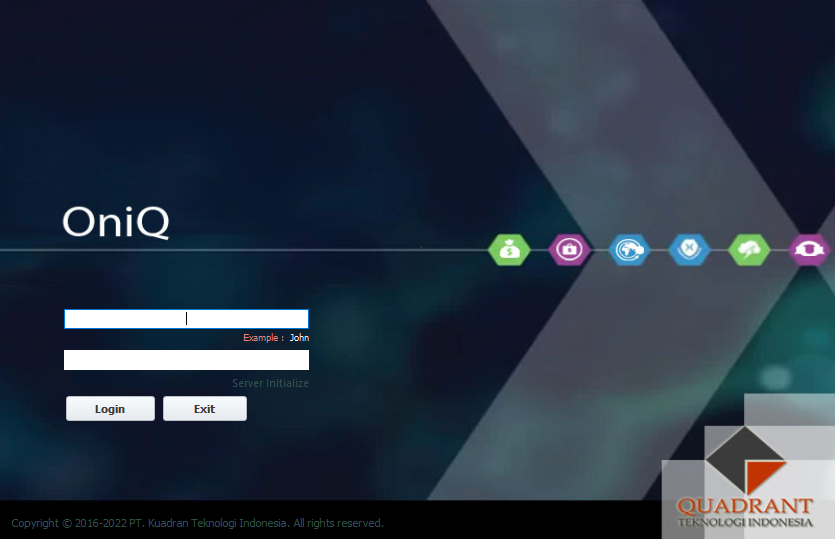 OniQ
Example : John
Server Initialize
Login Exit
QUADRANT
TEKNOLOGI INDONESIA
Copyright © 2016-2022 PT. Kuadran Teknologi Indonesia. All rights reserved.